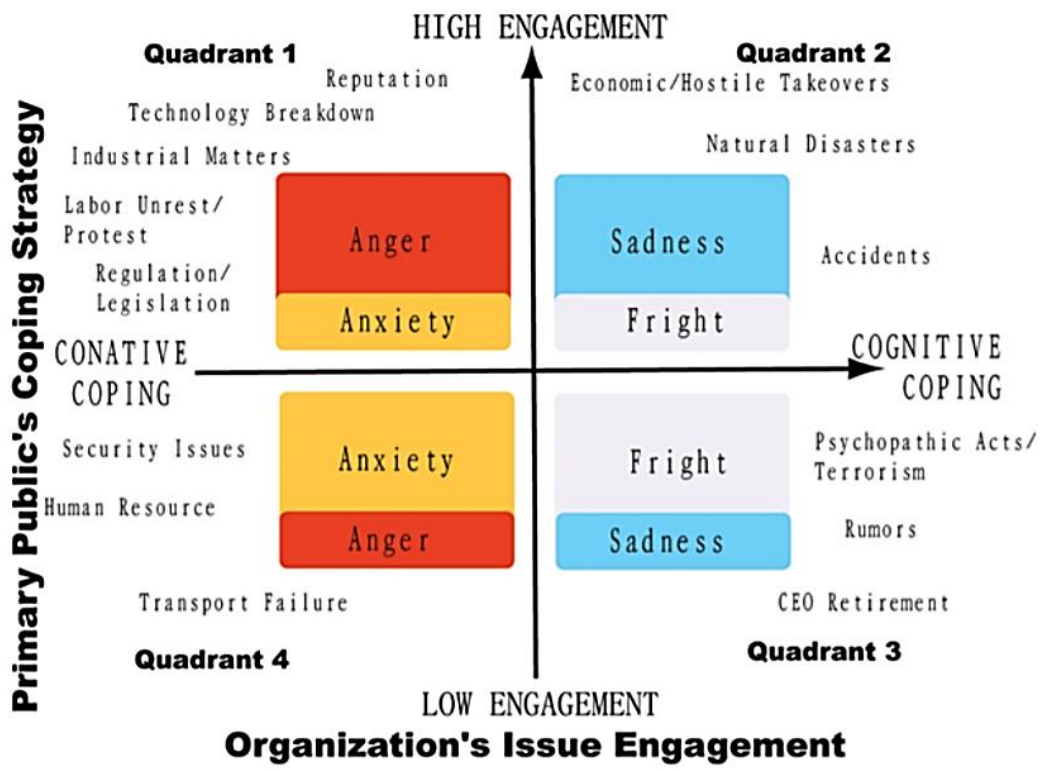 HIGH ENGAGEMENT
Quadrant 1
Quadrant 2
Reputation
Economic/Hostile Takeovers
Technology Breakdown
Natural Disasters
Industrial Matters
Labor Unrest/
Protest
Anger
Sadness
Accidents
Regulation/
Legislation
Anxiety
Fright
CONATIVE
COPING
COGNITIVE
COPING
Security Issues
Anxiety
Fright
Psychopathic Acts/
Terrorism
Human Resource
Anger
Sadness
Rumors
Transport Failure
CEO Retirement
Quadrant 4
Quadrant 3
LOW ENGAGEMENT
Organization's Issue Engagement
Primary Public's Coping Strategy